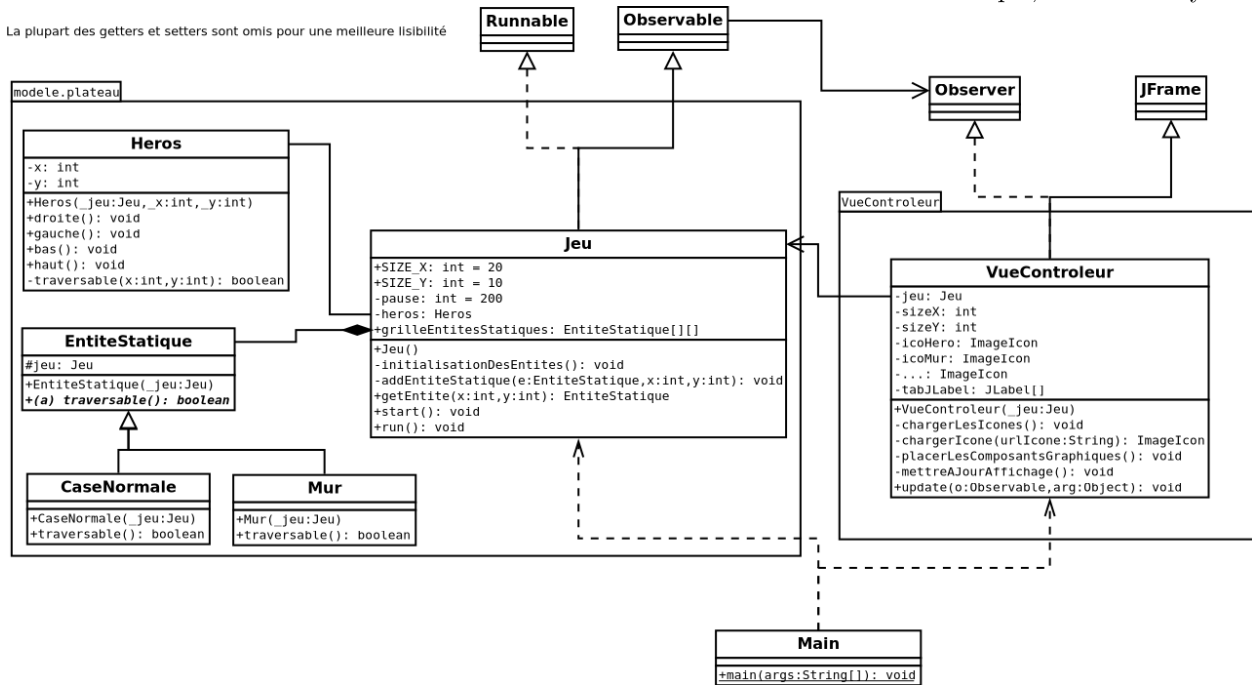 La plupart des getters et setters sont omis pour une meilleure lisibilité
Runnable
Observable
Observer
JFrame
modele.plateau
Heros
-x: int
-y: int
+Heros(_jeu:Jeu,_x:int,_y:int)
+droite(): void
+gauche(): void
+bas(): void
+haut(): void
-traversable(x:int,y:int): boolean
EntiteStatique
#jeu: Jeu
+EntiteStatique(_jeu:Jeu)
+(a) traversable(): boolean
CaseNormale
+CaseNormale(_jeu:Jeu)
+traversable(): boolean
Mur
+Mur(_jeu:Jeu)
+traversable(): boolean
Jeu
+SIZE_X: int = 20
+SIZE_Y: int = 10
-pause: int = 200
-heros: Heros
+grilleEntitesStatiques: EntiteStatique[][]
+Jeu()
-initialisationDesEntites(): void
-addEntiteStatique(e:EntiteStatique,x:int,y:int): void
+getEntite(x:int,y:int): EntiteStatique
+start(): void
+run(): void
VueControleur
VueControleur
-jeu: Jeu
-sizeX: int
-sizeY: int
-icoHero: ImageIcon
-icoMur: ImageIcon
-...: ImageIcon
-tabJLabel: JLabel[]
+VueControleur(_jeu:Jeu)
-chargerLesIcones(): void
-chargerIcone(urlIcone:String): ImageIcon
-placerLesComposantsGraphiques(): void
-mettreAJourAffichage(): void
+update(o:Observable,arg:Object): void
Main
+main(args:String[]): void